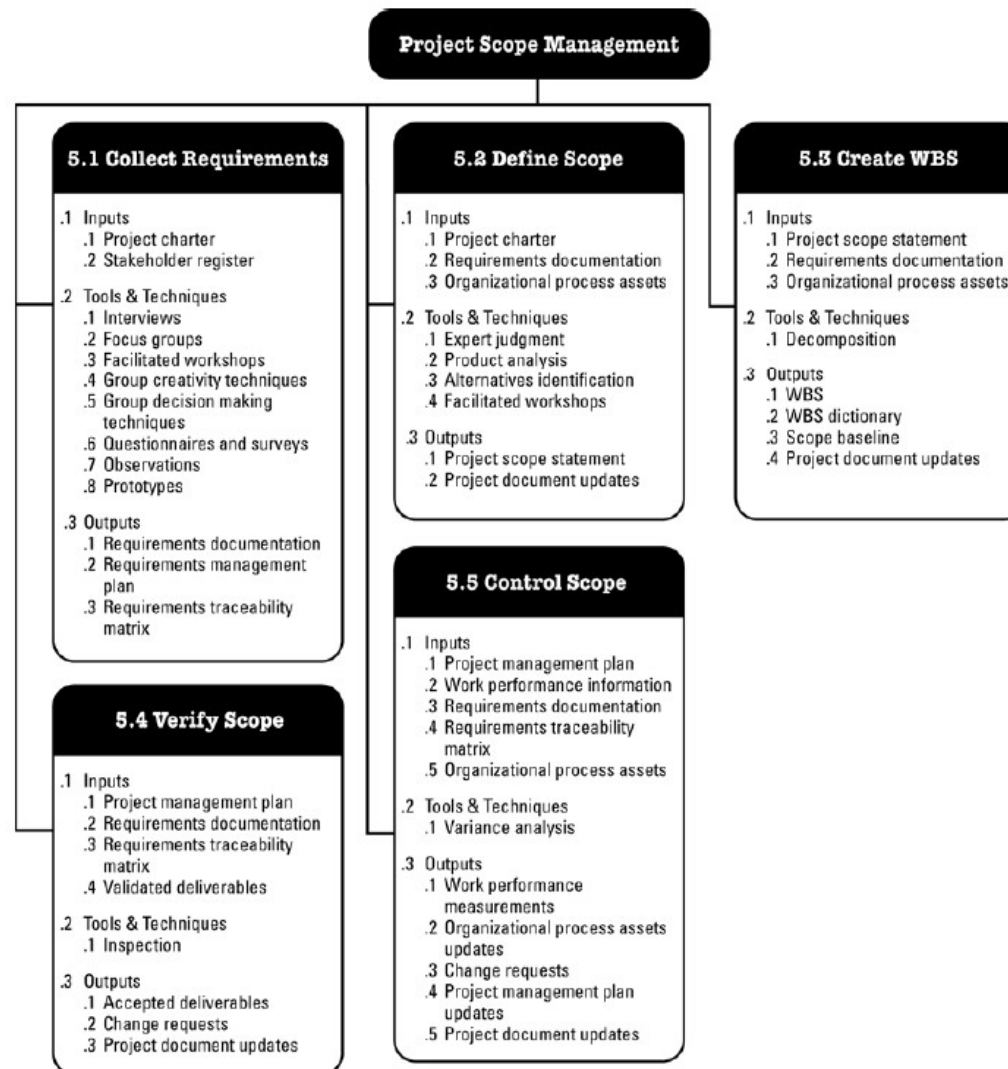 Project Scope Management
5.1 Collect Requirements
.1 Inputs
.1 Project charter
.2 Stakeholder register
.2 Tools & Techniques
.1 Interviews
.2 Focus groups
.3 Facilitated workshops
.4 Group creativity techniques
.5 Group decision making
techniques
.6 Questionnaires and surveys
.7 Observations
.8 Prototypes
.3 Outputs
.1 Requirements documentation
.2 Requirements management
plan
.3 Requirements traceability
matrix
5.2 Define Scope
.1 Inputs
.1 Project charter
.2 Requirements documentation
.3 Organizational process assets
.2 Tools & Techniques
.1 Expert judgment
.2 Product analysis
.3 Alternatives identification
.4 Facilitated workshops
.3 Outputs
.1 Project scope statement
.2 Project document updates
5.3 Create WBS
.1 Inputs
.1 Project scope statement
.2 Requirements documentation
.3 Organizational process assets
.2 Tools & Techniques
.1 Decomposition
.3 Outputs
.1 WBS
.2 WBS dictionary
.3 Scope baseline
.4 Project document updates
5.4 Verify Scope
.1 Inputs
.1 Project management plan
.2 Requirements documentation
.3 Requirements traceability
matrix
.4 Validated deliverables
.2 Tools & Techniques
.1 Inspection
.3 Outputs
.1 Accepted deliverables
.2 Change requests
.3 Project document updates
5.5 Control Scope
.1 Inputs
.1 Project management plan
.2 Work performance information
.3 Requirements documentation
.4 Requirements traceability
matrix
.5 Organizational process assets
.2 Tools & Techniques
.1 Variance analysis
.3 Outputs
.1 Work performance
measurements
.2 Organizational process assets
updates
.3 Change requests
.4 Project management plan
updates
.5 Project document updates